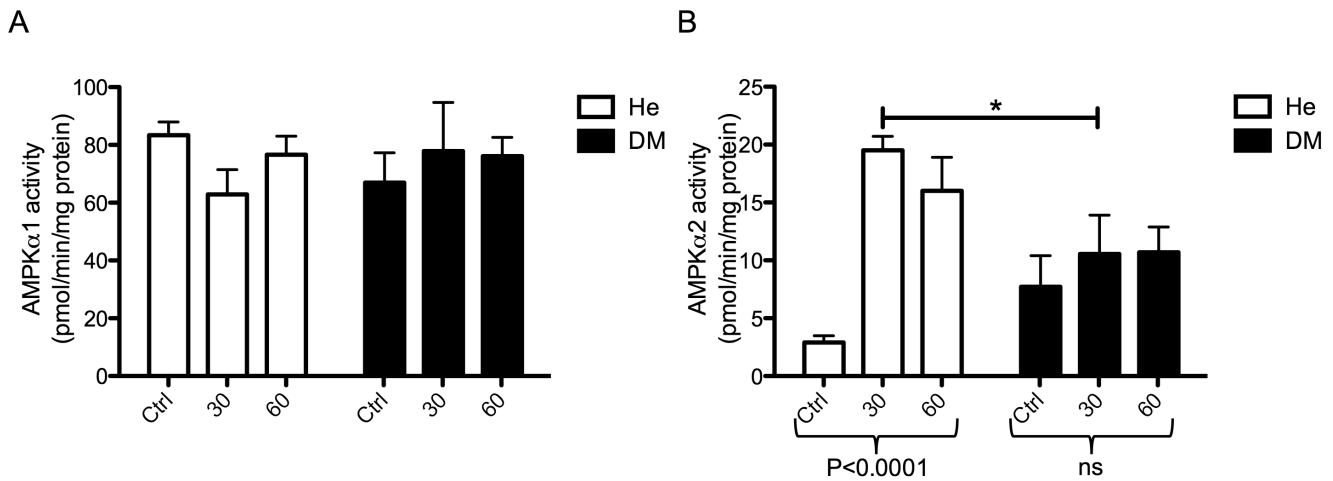 A
AMPKα1 activity
(pmol/min/mg protein)
100
80
60
40
20
0
Ctrl
30
60
Ctrl
30
60
He
DM
B
AMPKα2 activity
(pmol/min/mg protein)
25
20
15
10
5
0
*
Ctrl
30
60
Ctrl
30
60
P<0.0001
ns
He
DM